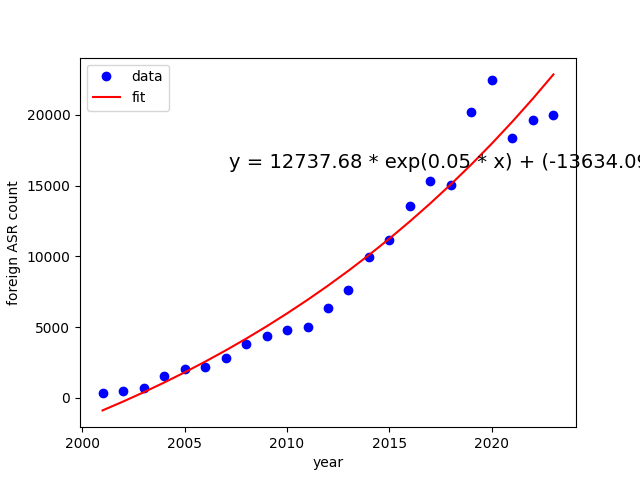 data
fit
y = 12737.68 * exp(0.05 * x) + (-13634.09
20000
15000
10000
5000
0
foreign ASR count
2000
2005
2010
2015
2020
year